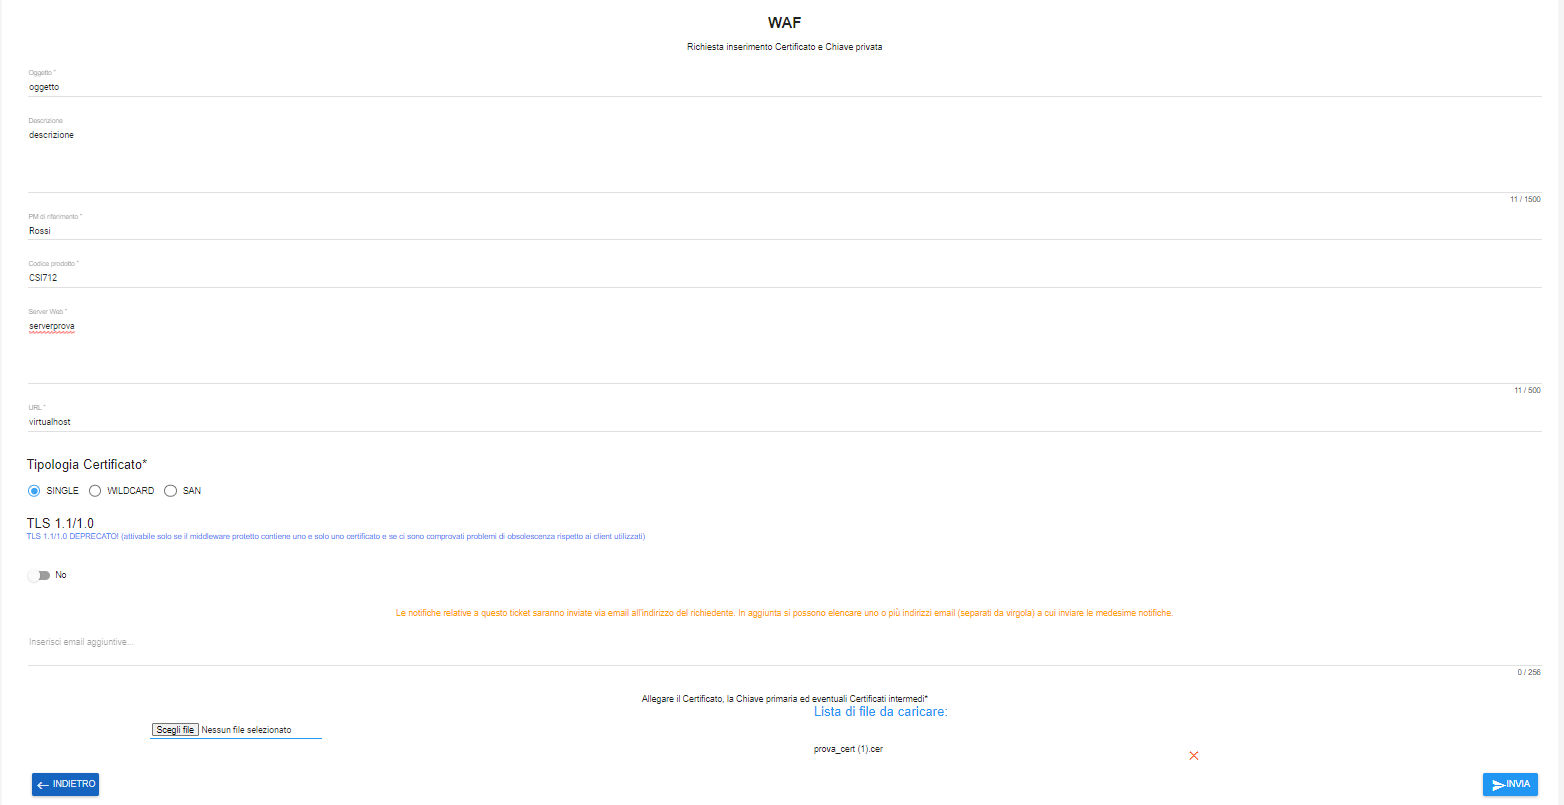 WAF
Richiesta inserimento Certificato e Chiave privata
Oggetto *
oggetto
Descrizione
descrizione
11 / 1500
PM di riferimento *
Rossi
Codice prodotto *
CSI712
Server Web *
serverprova
11 / 500
URL *
virtualhost
Tipologia Certificato*
SINGLE WILDCARD SAN
TLS 1.1/1.0
TLS 1.1/1.0 DEPRECATO! (attivabile solo se il middleware protetto contiene uno e solo uno certificato e se ci sono comprovati problemi di obsolescenza rispetto ai client utilizzati)
No
Le notifiche relative a questo ticket saranno inviate via email all'indirizzo del richiedente. In aggiunta si possono elencare uno o più indirizzi email (separati da virgola) a cui inviare le medesime notifiche.
Inserisci email aggiuntive...
0 / 256
Allegare il Certificato, la Chiave primaria ed eventuali Certificati intermedi*
Lista di file da caricare:
Scegli file Nessun file selezionato
prova_cert (1).cer
INDIETRO
INVIA